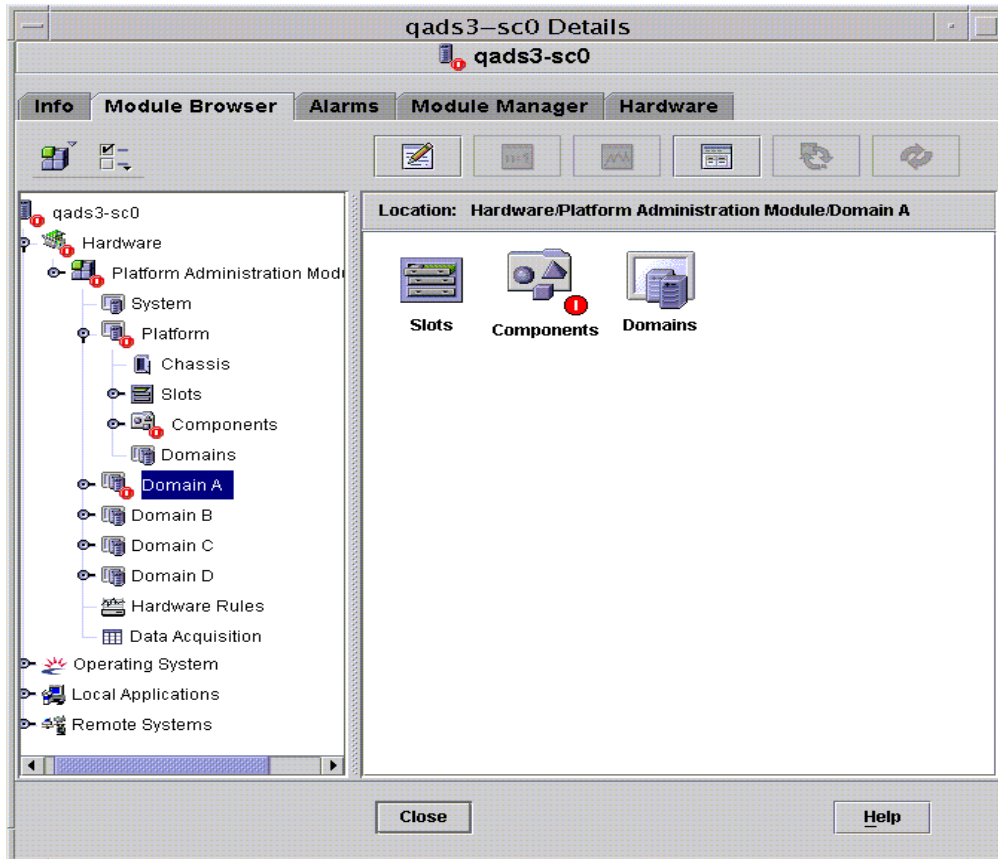 qads3–sc0 Details
qads3-sc0
Info Module Browser Alarms Module Manager Hardware
qads3-sc0
Location: Hardware/Platform Administration Module/Domain A
Hardware
Platform Administration Modu
System
Platform
Chassis
Slots
Components
Domains
Domain A
Domain B
Domain C
Domain D
Hardware Rules
Data Acquisition
Operating System
Local Applications
Remote Systems
Slots Components Domains
Close Help